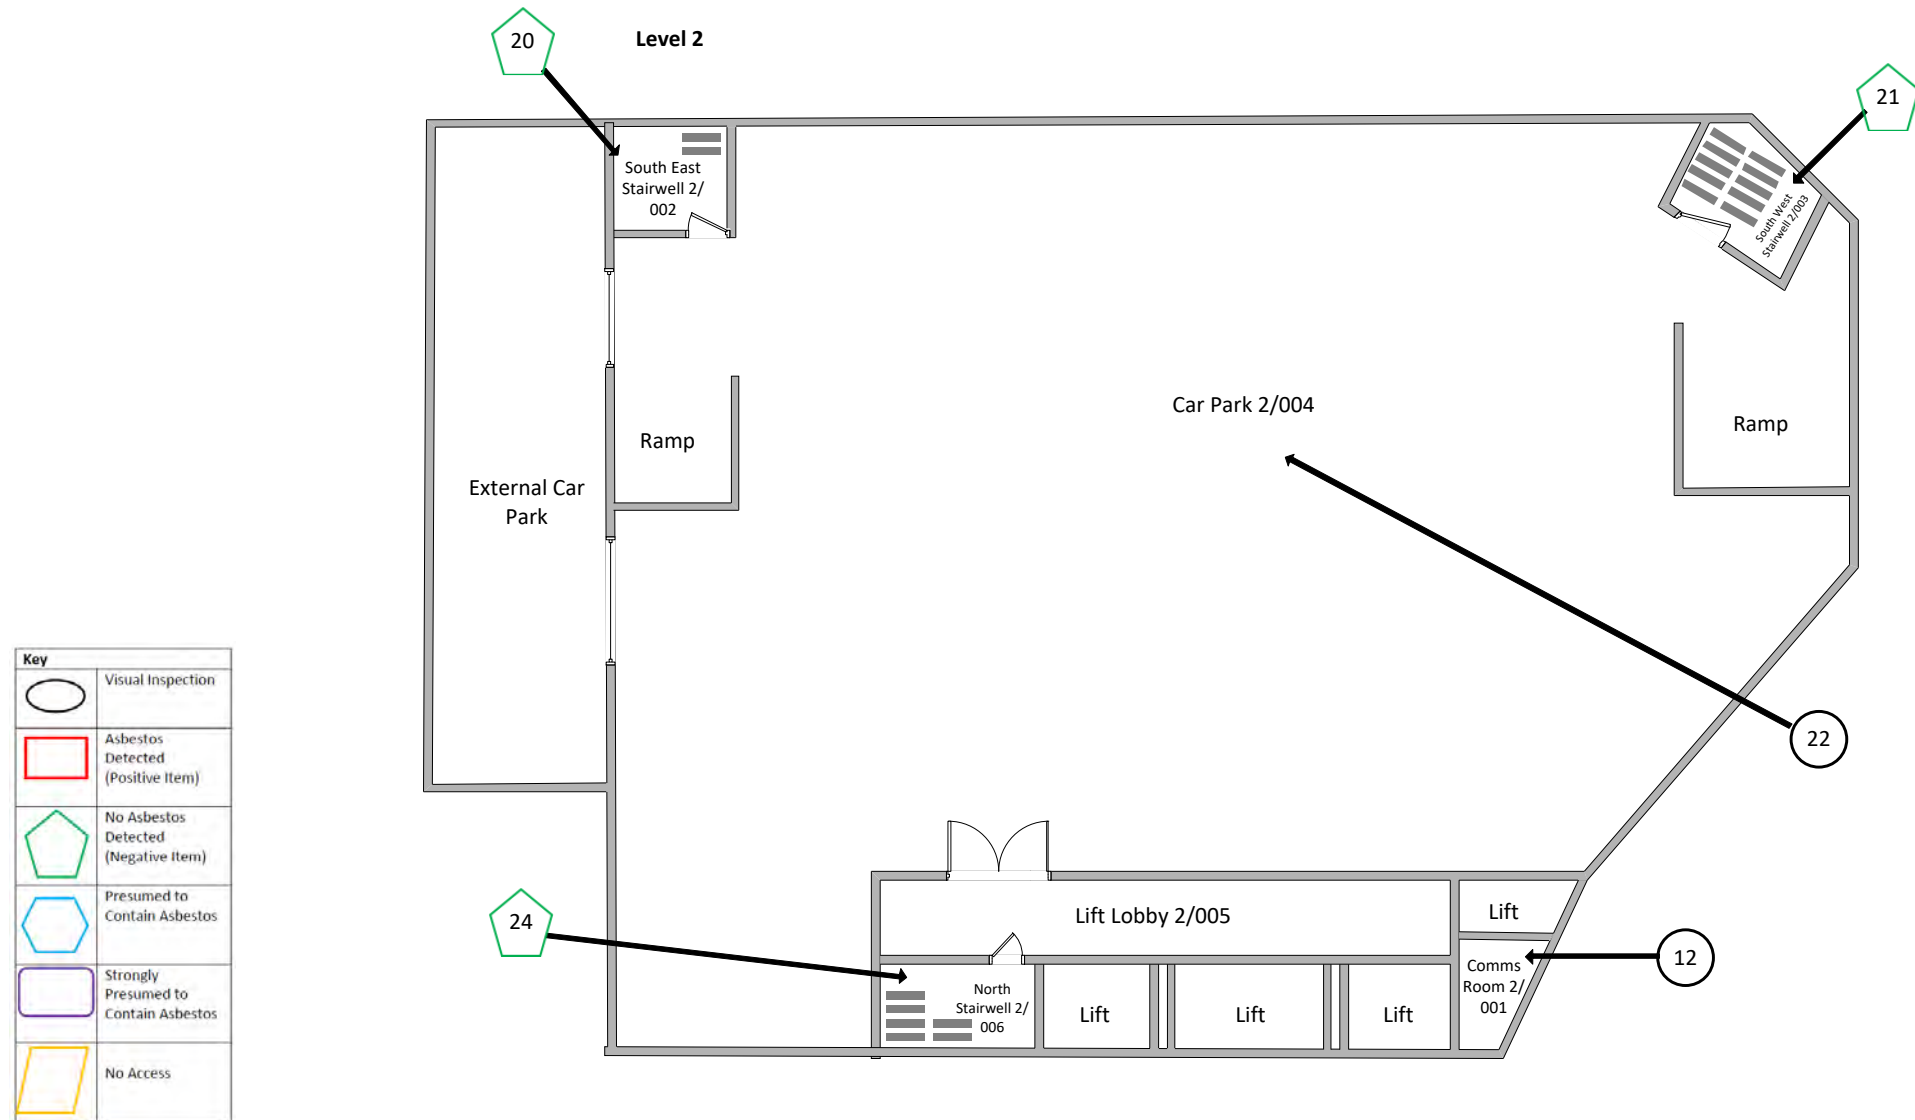 20
Level 2
21
South East
Stairwell 2/
002
South West
Stairwell 2/003
Car Park 2/004
Ramp
Ramp
External Car
Park
Key
Visual Inspection
Asbestos
Detected
(Positive Item)
No Asbestos
Detected
(Negative Item)
Presumed to
Contain Asbestos
Strongly
Presumed to
Contain Asbestos
No Access
22
24
Lift Lobby 2/005
Lift
12
Comms
Room 2/
001
North
Stairwell 2/
006
Lift
Lift
Lift